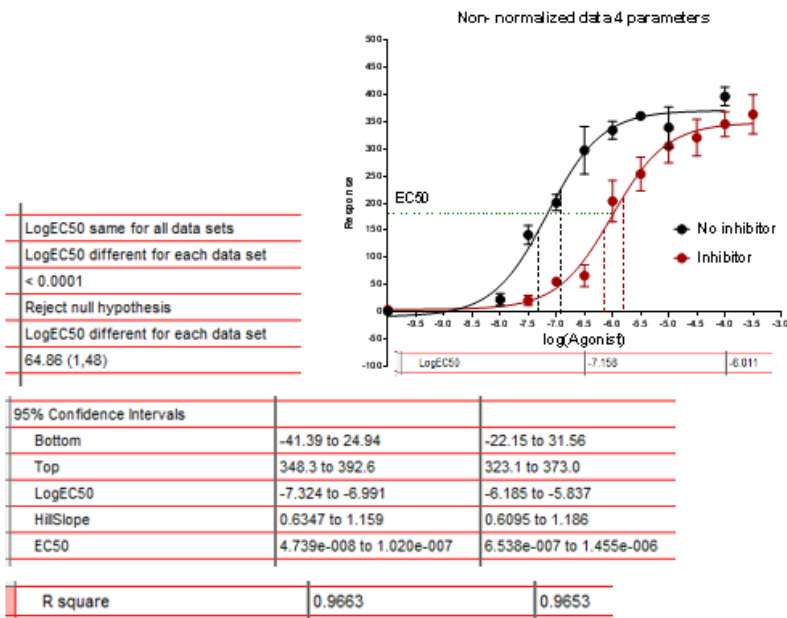 Non- normalized data 4 parameters
500
450
400
350
300
250
200
150
100
50
0
-50
-100
Response
EC50
No inhibitor
Inhibitor
-9.5 -9.0 -8.5 -8.0 -7.5 -7.0 -6.5 -6.0 -5.5 -5.0 -4.5 -4.0 -3.5 -3.0
log(Agonist)
LogEC50 -7.158 -6.011
LogEC50 same for all data sets
LogEC50 different for each data set
< 0.0001
Reject null hypothesis
LogEC50 different for each data set
64.86 (1,48)
95% Confidence Intervals
Bottom -41.39 to 24.94 -22.15 to 31.56
Top 348.3 to 392.6 323.1 to 373.0
LogEC50 -7.324 to -6.991 -6.185 to -5.837
HillSlope 0.6347 to 1.159 0.6095 to 1.186
EC50 4.739e-008 to 1.020e-007 6.538e-007 to 1.455e-006
R square 0.9663 0.9653